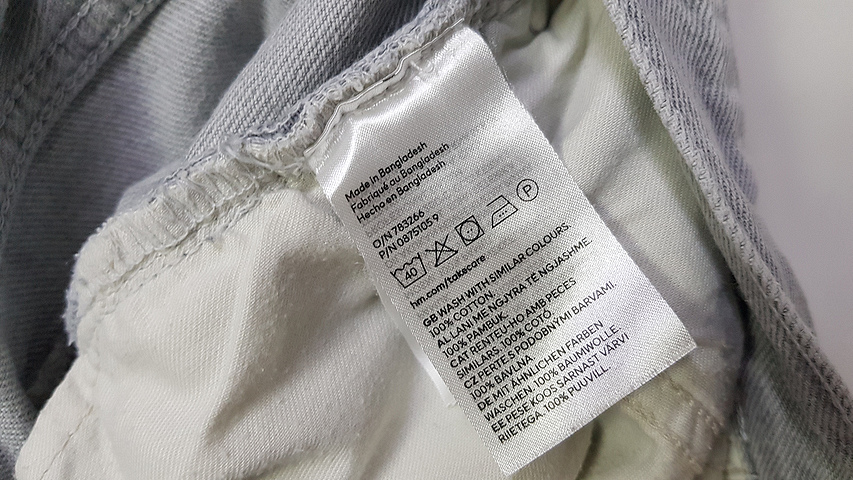 Made in Bangladesh
Fabriqué au Bangladesh
Hecho en Bangladesh
O/N 783266
P/N 0875105.9
40 P
hm.com/takecare
GB WASH WITH SIMILAR COLOURS.
100% COTTON.
AL LANI ME NGJYRA TË NGJASHME.
100% PAMBUK.
CAT RENTEU-HO AMB PECES
SIMILARS. 100% COTÓ.
CZ PERTE S PODOBNÝMI BARVAMI.
100% BAVLNA.
DE MIT ÄHNLICHEN FARBEN
WASCHEN. 100% BAUMWOLLE.
EE PESE KOOS SARNAST VÄRVI
RIIETEGA. 100% PUUVILL.